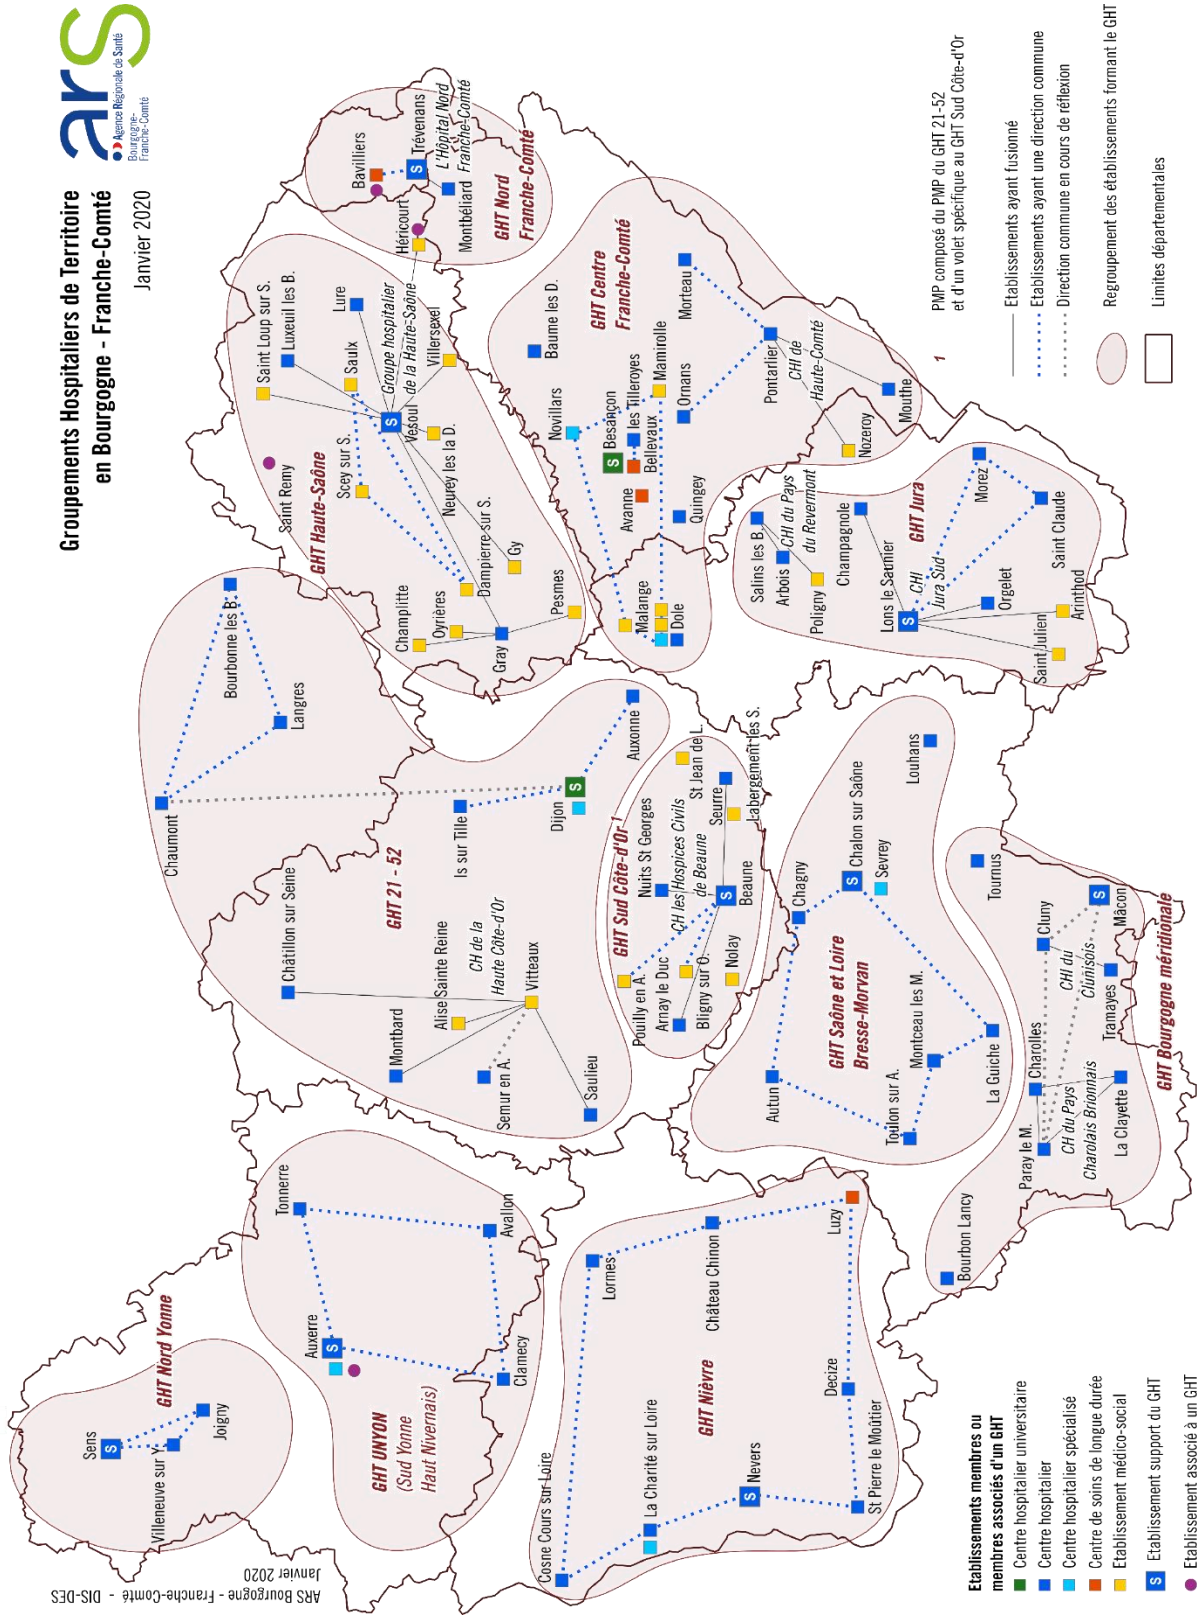 Groupements Hospitaliers de Territoire
en Bourgogne - Franche-Comté
Janvier 2020
ars
Agence Régionale de Santé
Bourgogne-
Franche-Comté
GHT Nord Yonne
Sens
Villeneuve sur Y.
Joigny
GHT UNYON
(Sud Yonne
Haut Nivernais)
Auxerre
Tonnerre
Avallon
Clamecy
GHT Nièvre
Cosne Cours sur Loire
La Charité sur Loire
Nevers
St Pierre le Moûtier
Decize
Luzy
Château Chinon
Lormes
GHT 21 - 52
Chaumont
Bourbonne les B.
Langres
Châtillon sur Seine
Montbard
Alise Sainte Reine
CH de la
Haute Côte-d'Or
Vitteaux
Semur en A.
Saulieu
Is sur Tille
Dijon
S
Auxonne
GHT Sud Côte-d'Or 1
Nuits St Georges
CH les Hospices Civils
de Beaune
St Jean de L.
Seurre
Labergement les S.
Beaune
Pouilly en A.
Arnay le Duc
Bligny sur O.
Nolay
GHT Saône et Loire
Bresse-Morvan
Autun
Chagny
Chalon sur Saône
Sevrey
Louhans
Toulon sur A.
Montceau les M.
La Guiche
GHT Bourgogne méridionale
Tournus
Mâcon
Cluny
CHI du
Clunisois
Tramayes
Charolles
Paray le M.
CH du Pays
Charolais Brionnais
La Clayette
Bourbon Lancy
GHT Haute-Saône
Saint Remy
Saint Loup sur S.
Luxeuil les B.
Lure
Saulx
Scey sur S.
Groupe hospitalier
de la Haute-Saône
Vesoul
Villersexel
Neurey les la D.
Dampierre sur S.
Gy
Pesmes
Gray
Oyrières
Champlitte
GHT Nord
Franche-Comté
Bavilliers
Trévenans
L'Hôpital Nord
Franche-Comté
Héricourt
Montbéliard
GHT Centre
Franche-Comté
Baume les D.
Novillars
Besançon
les Tilleroyes
Bellevaux
Avanne
Mamirolle
Ornans
Quingey
Morteau
Pontarlier
CHI de
Haute-Comté
Mouthe
Nozeroy
Malange
Dole
GHT Jura
Salins les B.
Arbois
Poligny
CHI du Pays
du Revermont
Champagnole
Lons le Saunier
CHI
Jura Sud
Morez
Saint Claude
Orgelet
Arinthod
Saint Julien
1
PMP composé du PMP du GHT 21-52
et d'un volet spécifique au GHT Sud Côte-d'Or
Etablissements ayant fusionné
Etablissements ayant une direction commune
Direction commune en cours de réflexion
Regroupement des établissements formant le GHT
Limites départementales
Etablissements membres ou
membres associés d'un GHT
Centre hospitalier universitaire
Centre hospitalier
Centre hospitalier spécialisé
Centre de soins de longue durée
Etablissement médico-social
S Etablissement support du GHT
Etablissement associé à un GHT
ARS Bourgogne - Franche-Comté - DIS-DES
Janvier 2020